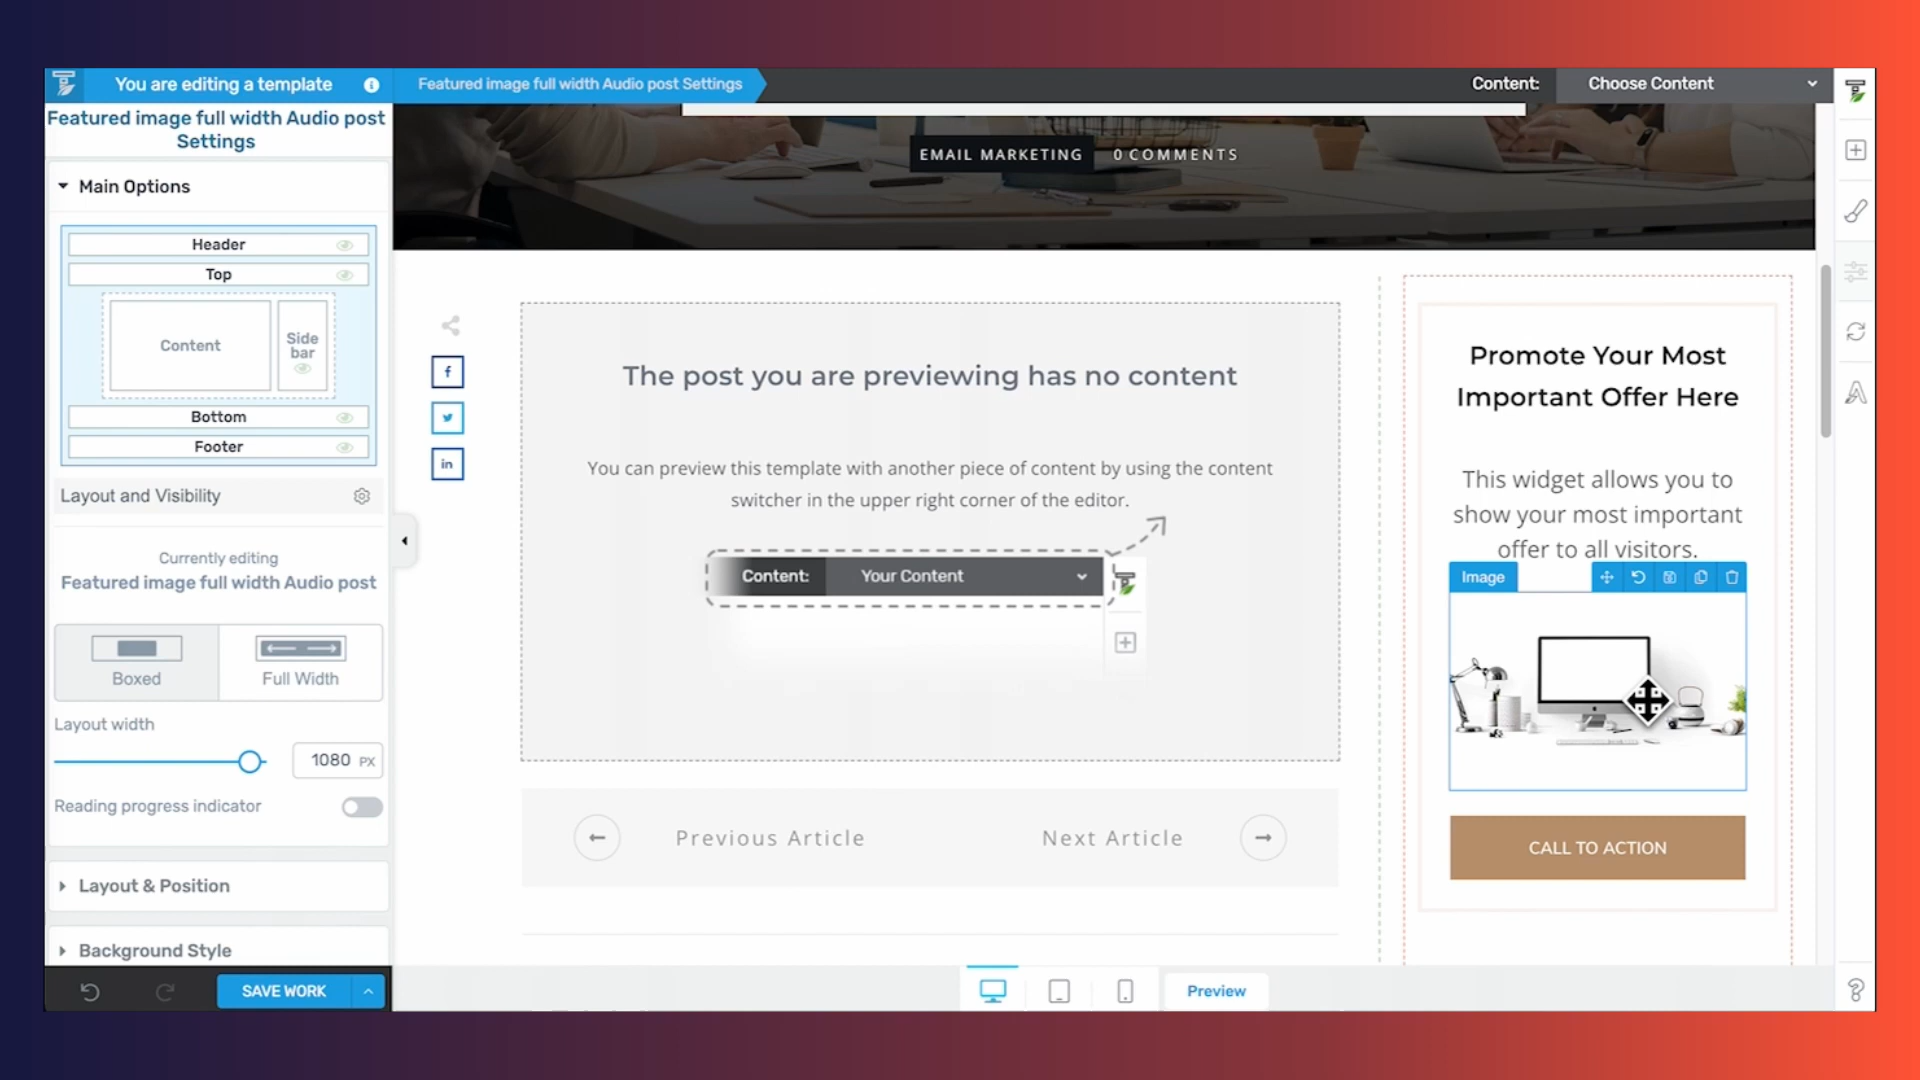 You are editing a template
Featured image full width Audio post Settings
Content:
Choose Content
Featured image full width Audio post
Settings
Main Options
Header
Top
Content
Side
bar
Bottom
Footer
Layout and Visibility
Currently editing
Featured image full width Audio post
Boxed
Full Width
Layout width
1080 PX
Reading progress indicator
Layout & Position
Background Style
SAVE WORK
EMAIL MARKETING
0 COMMENTS
f
in
The post you are previewing has no content
You can preview this template with another piece of content by using the content
switcher in the upper right corner of the editor.
Content:
Your Content
Previous Article
Next Article
Promote Your Most
Important Offer Here
This widget allows you to
show your most important
offer to all visitors.
Image
CALL TO ACTION
Preview